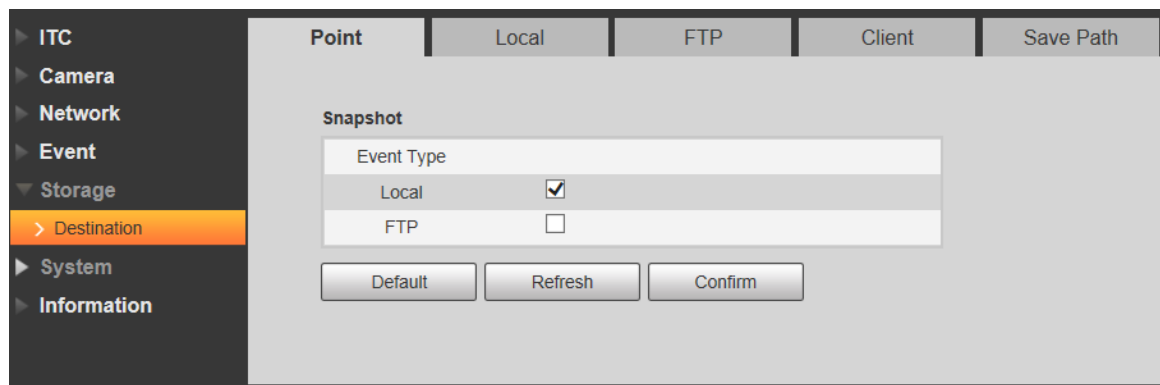 ITC
Camera
Network
Event
Storage
Destination
System
Information
Point Local FTP Client Save Path
Snapshot
Event Type
Local
FTP
Default Refresh Confirm